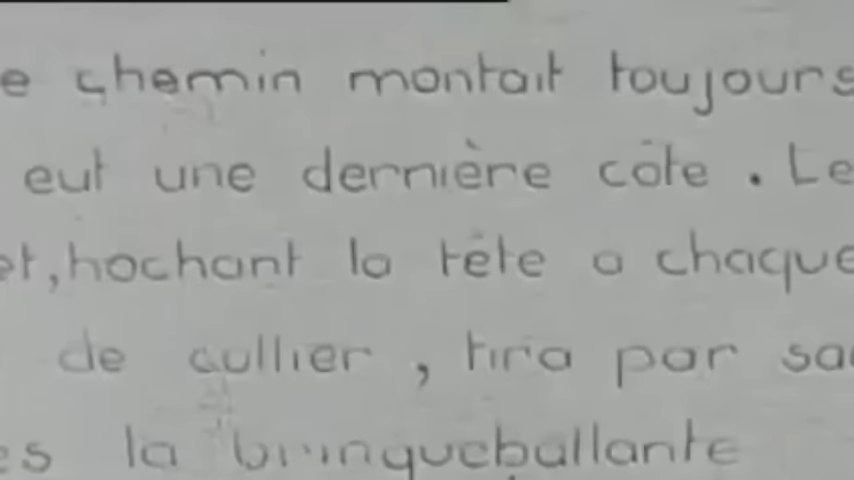 e chemin montait toujours
eut une dernière côte. Le
et, hochant la tête a chaque
de collier, tira par sa
es la bringueballante